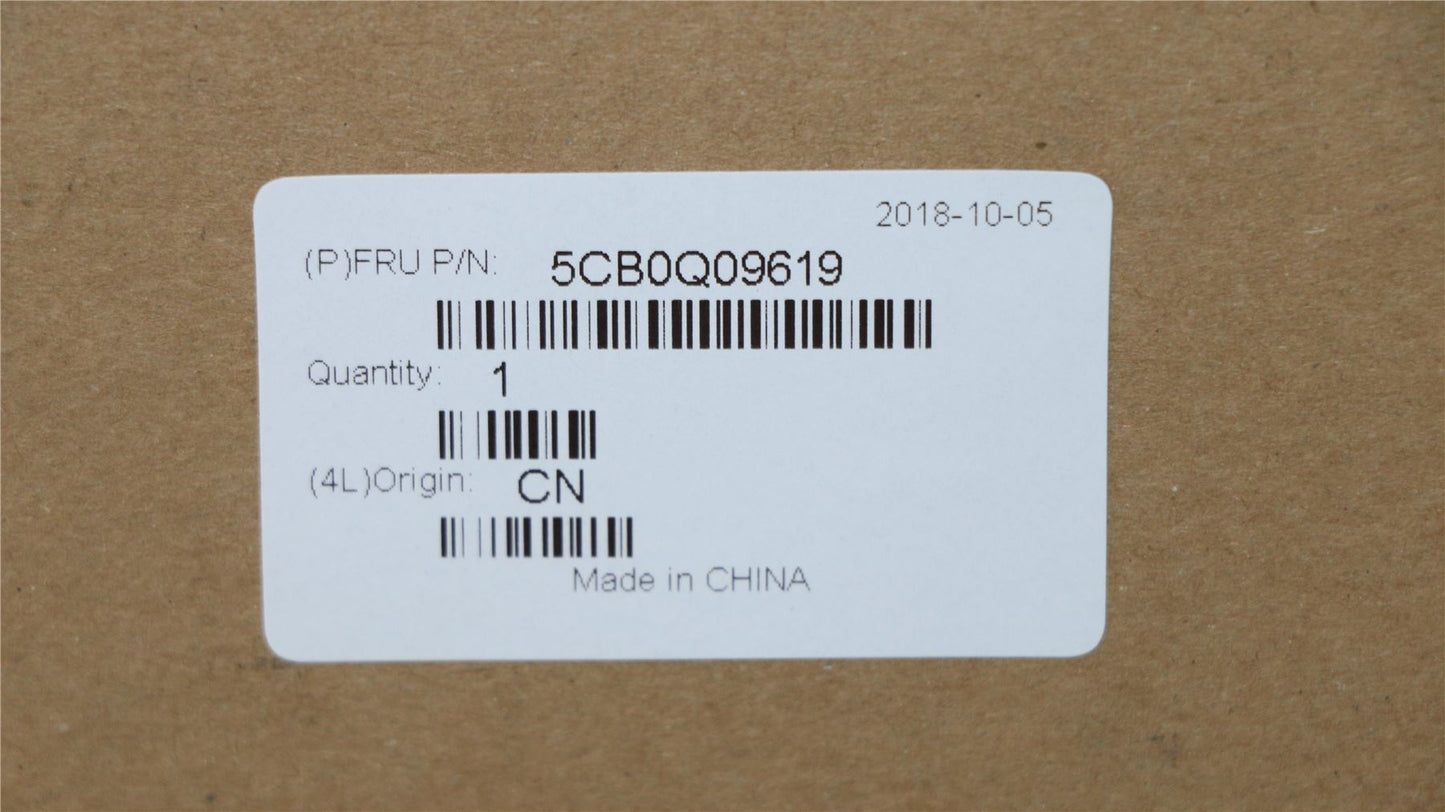 2018-10-05
(P)FRU P/N: 5CB0Q09619
Quantity: 1
(4L)Origin: CN
Made in CHINA